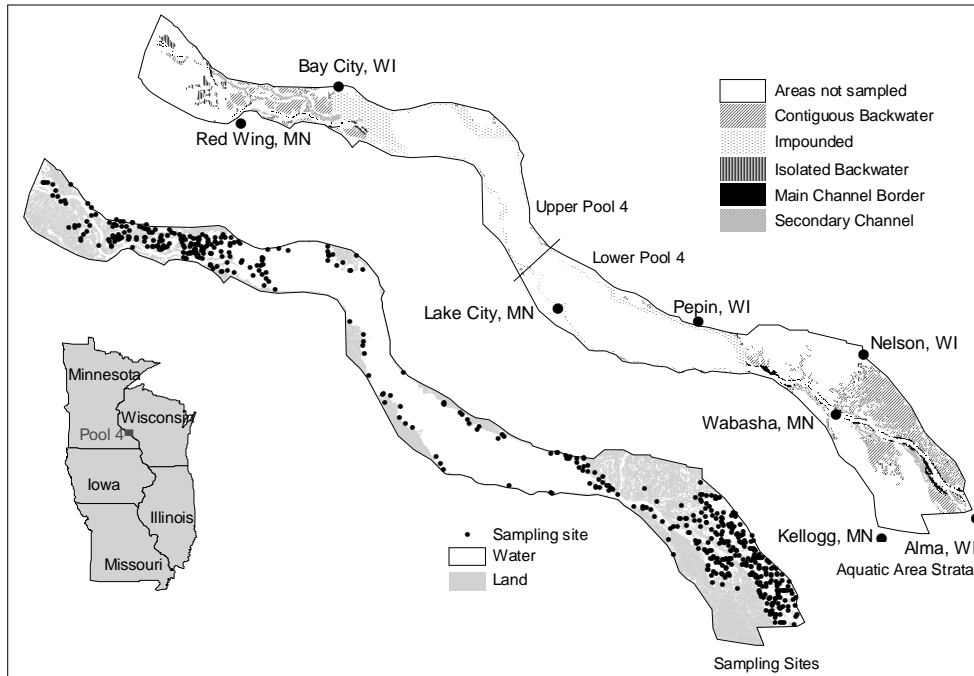 Bay City, WI
Red Wing, MN
Areas not sampled
Contiguous Backwater
Impounded
Isolated Backwater
Main Channel Border
Secondary Channel
Upper Pool 4
Lower Pool 4
Lake City, MN
Pepin, WI
Nelson, WI
Wabasha, MN
Kellogg, MN
Alma, WI
Aquatic Area Strata
Minnesota
Wisconsin
Pool 4
Iowa
Illinois
Missouri
Sampling site
Water
Land
Sampling Sites